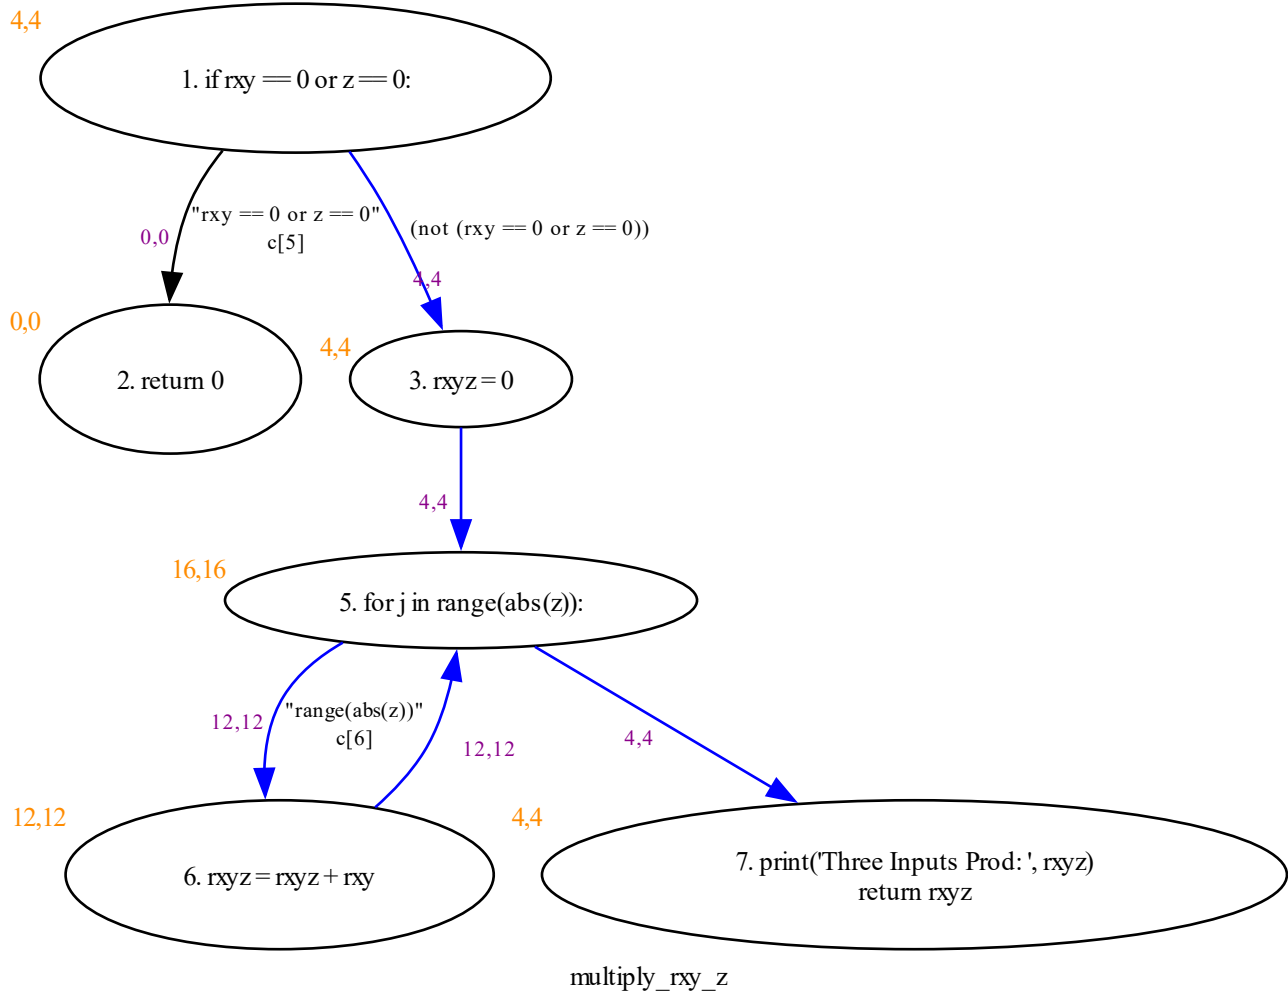 4,4
1. if rxy == 0 or z == 0:
"rxy == 0 or z == 0"
c[5]
(not (rxy == 0 or z == 0))
0,0
4,4
0,0
2. return 0
4,4
3. rxyz = 0
4,4
16,16
5. for j in range(abs(z)):
"range(abs(z))"
c[6]
12,12
12,12
4,4
12,12
6. rxyz = rxyz + rxy
4,4
7. print('Three Inputs Prod: ', rxyz)
return rxyz
multiply_rxy_z